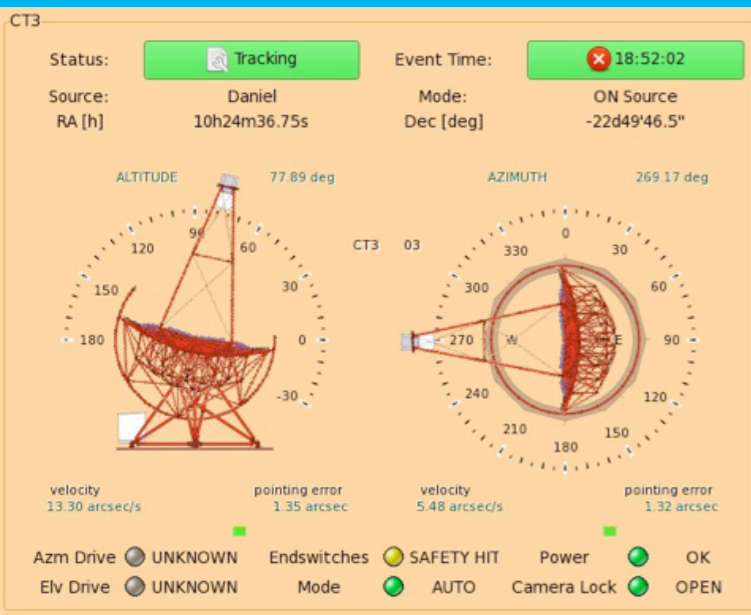 CT3
Status: Tracking Event Time: 18:52:02
Source: Daniel Mode: ON Source
RA [h] 10h24m36.75s Dec [deg] -22d49'46.5"
ALTITUDE 77.89 deg AZIMUTH 269.17 deg
CT3 03
90
120 60
150 30
180 0
-30
0
330 30
300 60
270 W E 90
240 120
210 150
180
velocity pointing error velocity pointing error
13.30 arcsec/s 1.35 arcsec 5.48 arcsec/s 1.32 arcsec
Azm Drive UNKNOWN Endswitches SAFETY HIT Power OK
Elv Drive UNKNOWN Mode AUTO Camera Lock OPEN